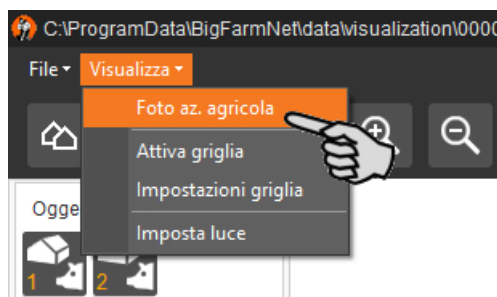 C:\ProgramData\BigFarmNet\data\visualization\0000
File Visualizza
Foto az. agricola
Attiva griglia
Impostazioni griglia
Imposta luce
Ogge
1 2